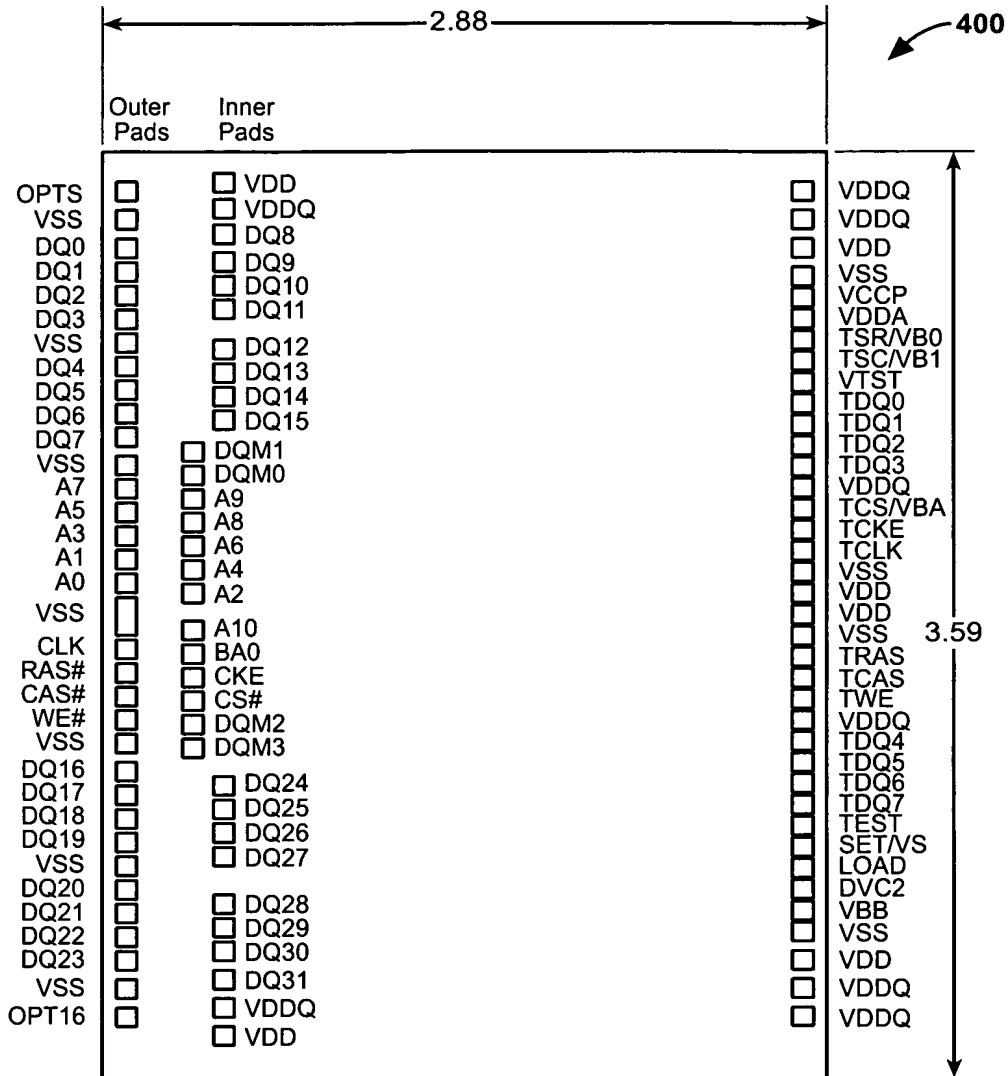 2.88
400
Outer
Pads
Inner
Pads
OPTS
VSS
DQ0
DQ1
DQ2
DQ3
VSS
DQ4
DQ5
DQ6
DQ7
VSS
A7
A5
A3
A1
A0
VSS
CLK
RAS#
CAS#
WE#
VSS
DQ16
DQ17
DQ18
DQ19
VSS
DQ20
DQ21
DQ22
DQ23
VSS
OPT16
VDD
VDDQ
DQ8
DQ9
DQ10
DQ11
DQ12
DQ13
DQ14
DQ15
DQM1
DQM0
A9
A8
A6
A4
A2
A10
BA0
CKE
CS#
DQM2
DQM3
DQ24
DQ25
DQ26
DQ27
DQ28
DQ29
DQ30
DQ31
VDDQ
VDD
VDDQ
VDDQ
VDD
VSS
VCCP
VDDA
TSR/VB0
TSC/VB1
VTST
TDQ0
TDQ1
TDQ2
TDQ3
VDDQ
TCS/VBA
TCKE
TCLK
VSS
VDD
VDD
VSS
TRAS
TCAS
TWE
VDDQ
TDQ4
TDQ5
TDQ6
TDQ7
TEST
SET/VS
LOAD
DVC2
VBB
VSS
VDD
VDDQ
VDDQ
3.59